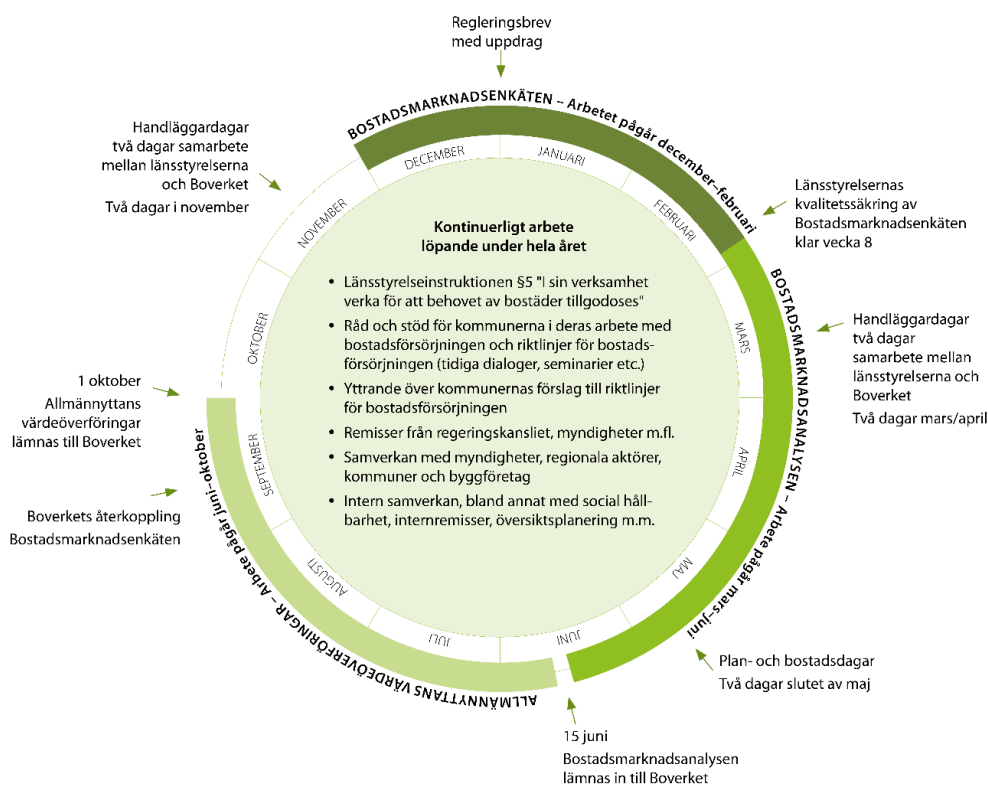 Regleringsbrev
med uppdrag
BOSTADSMARKNADSENKÄTEN – Arbetet pågår december–februari
Handläggardagar
två dagar samarbete
mellan länsstyrelserna
och Boverket
Två dagar i november
Länsstyrelsernas
kvalitetssäkring av
Bostadsmarknadsenkäten
klar vecka 8
BOSTADSMARKNADSANALYSEN – Arbete pågår mars–juni
Handläggardagar
två dagar
samarbete mellan
länsstyrelserna och
Boverket
Två dagar mars/april
Plan- och bostadsdagar
Två dagar slutet av maj
15 juni
Bostadsmarknadsanalysen
lämnas in till Boverket
ALLMÄNNYTTANS VÄRDEÖVERFÖRINGAR – Arbete pågår juni–oktober
Boverkets återkoppling
Bostadsmarknadsenkäten
1 oktober
Allmännyttans
värdeöverföringar
lämnas till Boverket
JANUARI
FEBRUARI
MARS
APRIL
MAJ
JUNI
JULI
AUGUSTI
SEPTEMBER
OKTOBER
NOVEMBER
DECEMBER
Kontinuerligt arbete
löpande under hela året
• Länsstyrelseinstruktionen §5 "I sin verksamhet
verka för att behovet av bostäder tillgodoses"
• Råd och stöd för kommunerna i deras arbete med
bostadsförsörjningen och riktlinjer för bostads-
försörjningen (tidiga dialoger, seminarier etc.)
• Yttrande över kommunernas förslag till riktlinjer
för bostadsförsörjningen
• Remisser från regeringskansliet, myndigheter m.fl.
• Samverkan med myndigheter, regionala aktörer,
kommuner och byggföretag
• Intern samverkan, bland annat med social håll-
barhet, internremisser, översiktsplanering m.m.